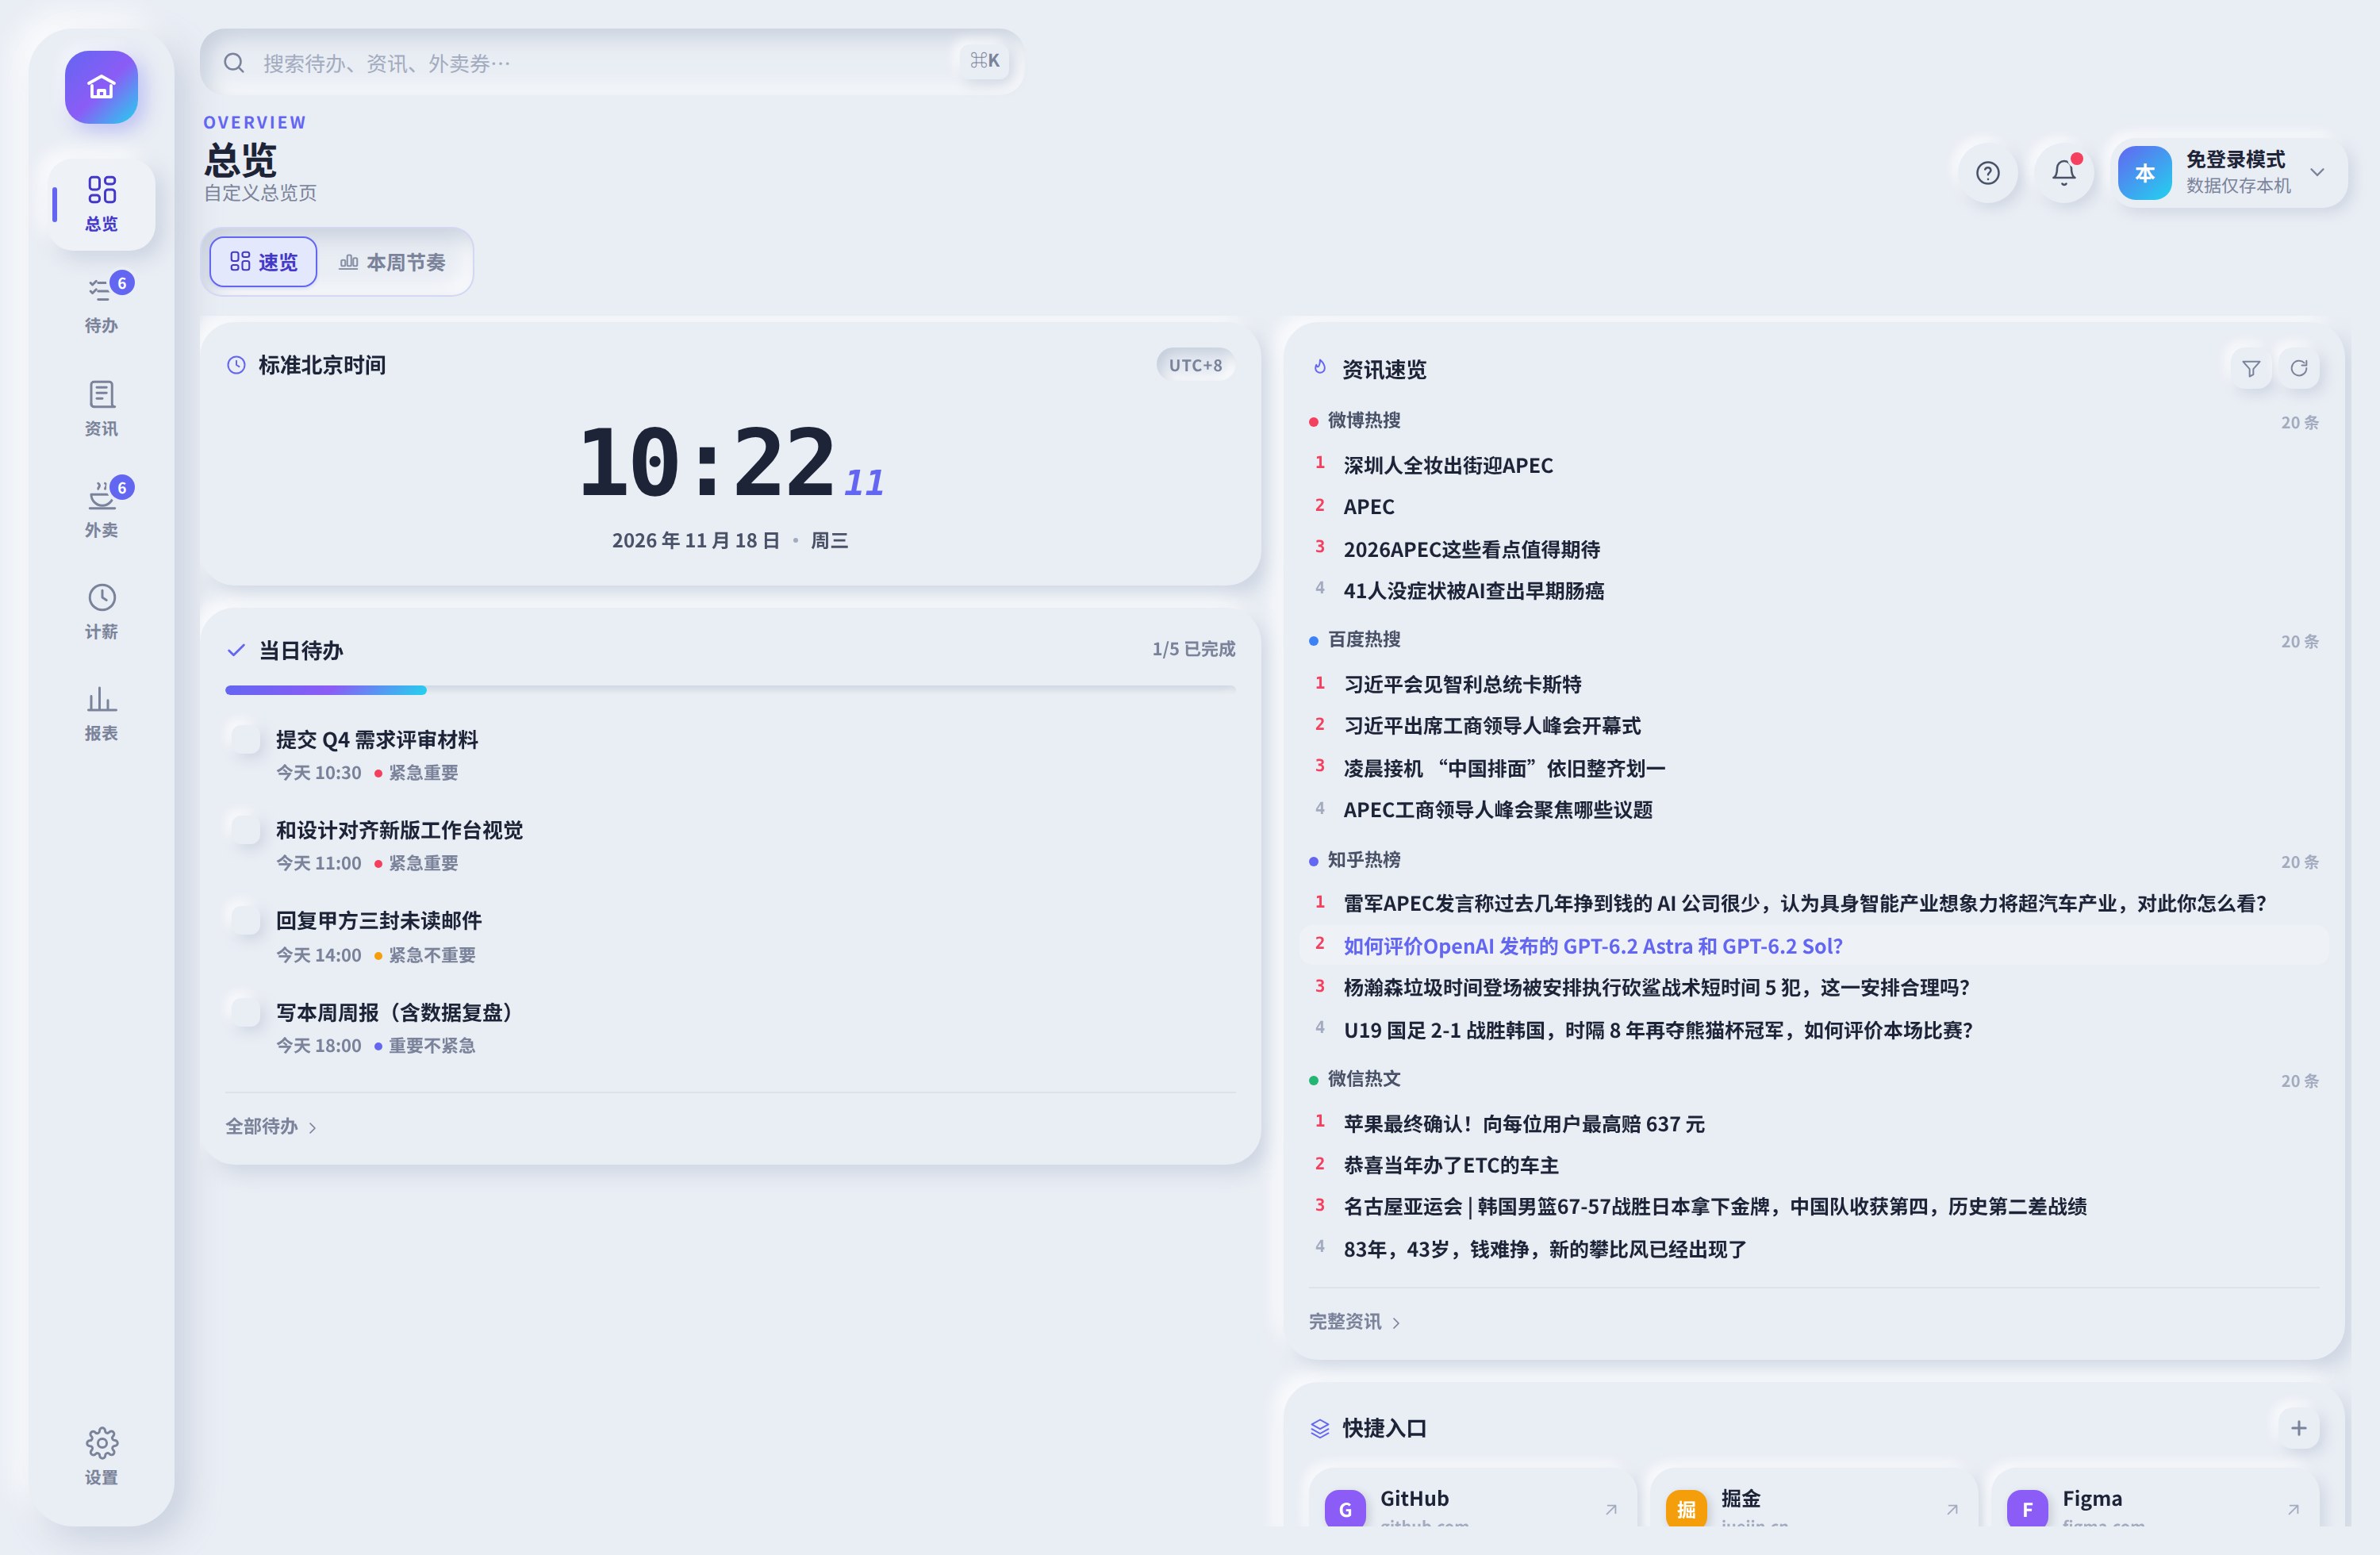 搜索待办、资讯、外卖券…
⌘K
OVERVIEW
总览
自定义总览页
本
免登录模式
数据仅存本机
总览
6
待办
资讯
6
外卖
计薪
报表
设置
速览
本周节奏
标准北京时间
UTC+8
10:22 11
2026 年 11 月 18 日 • 周三
当日待办
1/5 已完成
提交 Q4 需求评审材料
今天 10:30 紧急重要
和设计对齐新版工作台视觉
今天 11:00 紧急重要
回复甲方三封未读邮件
今天 14:00 紧急不重要
写本周周报（含数据复盘）
今天 18:00 重要不紧急
全部待办
资讯速览
微博热搜 20 条
1 深圳人全妆出街迎APEC
2 APEC
3 2026APEC这些看点值得期待
4 41人没症状被AI查出早期肠癌
百度热搜 20 条
1 习近平会见智利总统卡斯特
2 习近平出席工商领导人峰会开幕式
3 凌晨接机 “中国排面”依旧整齐划一
4 APEC工商领导人峰会聚焦哪些议题
知乎热榜 20 条
1 雷军APEC发言称过去几年挣到钱的 AI 公司很少，认为具身智能产业想象力将超汽车产业，对此你怎么看？
2 如何评价OpenAI 发布的 GPT-6.2 Astra 和 GPT-6.2 Sol？
3 杨瀚森垃圾时间登场被安排执行砍鲨战术短时间 5 犯，这一安排合理吗？
4 U19 国足 2-1 战胜韩国，时隔 8 年再夺熊猫杯冠军，如何评价本场比赛？
微信热文 20 条
1 苹果最终确认！向每位用户最高赔 637 元
2 恭喜当年办了ETC的车主
3 名古屋亚运会 | 韩国男篮67-57战胜日本拿下金牌，中国队收获第四，历史第二差战绩
4 83年，43岁，钱难挣，新的攀比风已经出现了
完整资讯
快捷入口
G
GitHub
github.com
掘
掘金
juejin.cn
F
Figma
figma.com